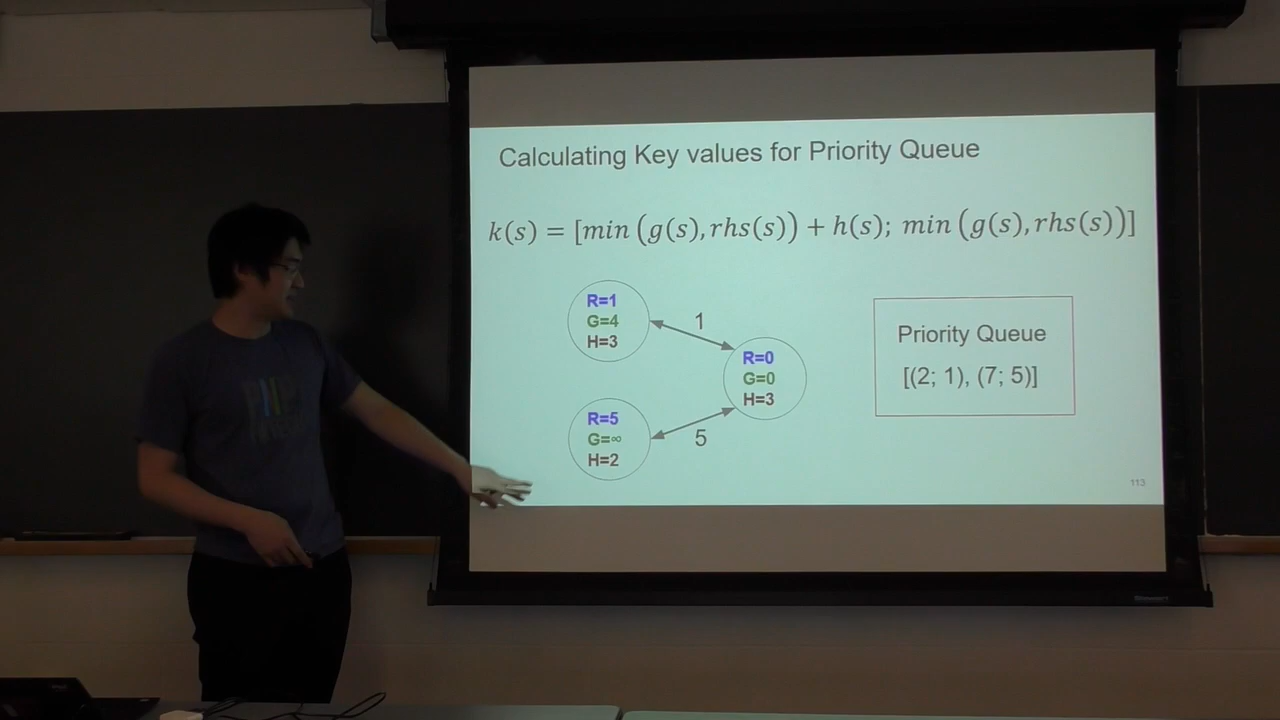 Calculating Key values for Priority Queue
k(s) = [min (g(s), rhs(s)) + h(s); min (g(s), rhs(s))]
R=1
G=4
H=3
1
R=0
G=0
H=3
Priority Queue
[(2; 1), (7; 5)]
R=5
G=∞
H=2
5
113